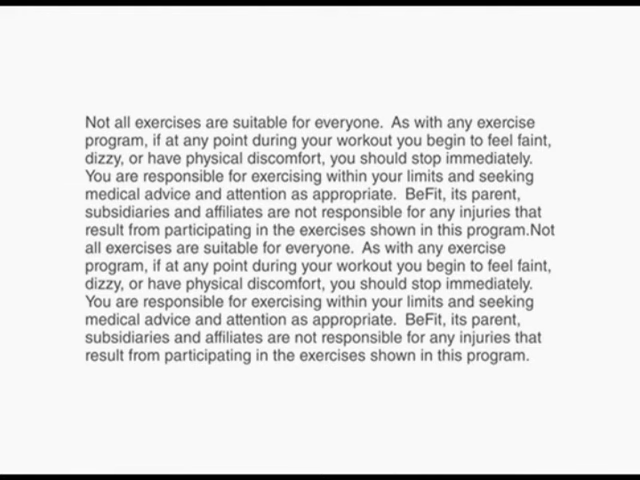 Not all exercises are suitable for everyone.  As with any exercise
program, if at any point during your workout you begin to feel faint,
dizzy, or have physical discomfort, you should stop immediately.
You are responsible for exercising within your limits and seeking
medical advice and attention as appropriate.  BeFit, its parent,
subsidiaries and affiliates are not responsible for any injuries that
result from participating in the exercises shown in this program.Not
all exercises are suitable for everyone.  As with any exercise
program, if at any point during your workout you begin to feel faint,
dizzy, or have physical discomfort, you should stop immediately.
You are responsible for exercising within your limits and seeking
medical advice and attention as appropriate.  BeFit, its parent,
subsidiaries and affiliates are not responsible for any injuries that
result from participating in the exercises shown in this program.